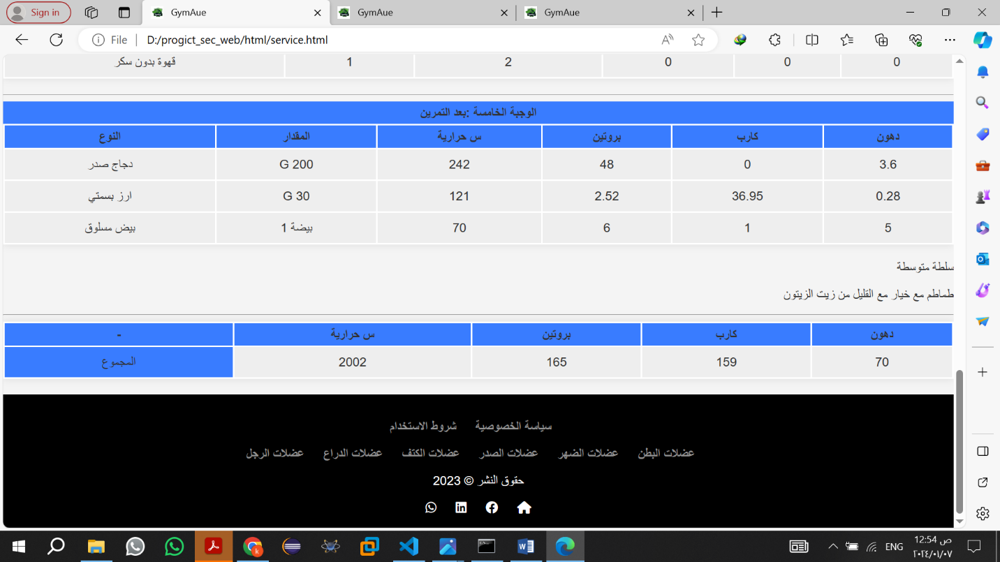 Sign in GymAue GymAue GymAue
File D:/progict_sec_web/html/service.html
قهوة بدون سكر 1 2 0 0 0
الوجبة الخامسة :بعد التمرين
النوع المقدار س حرارية بروتين كارب دهون
دجاج صدر G 200 242 48 0 3.6
ارز بسمتي G 30 121 2.52 36.95 0.28
بيض مسلوق بيضة 1 70 6 1 5
سلطة متوسطة
طماطم مع خيار مع القليل من زيت الزيتون
- س حرارية بروتين كارب دهون
المجموع 2002 165 159 70
سياسة الخصوصية شروط الاستخدام
عضلات البطن عضلات الضهر عضلات الصدر عضلات الكتف عضلات الدراع عضلات الرجل
حقوق النشر © 2023
ENG 12:54 ص
٢٠٢٤/٠١/٠٧